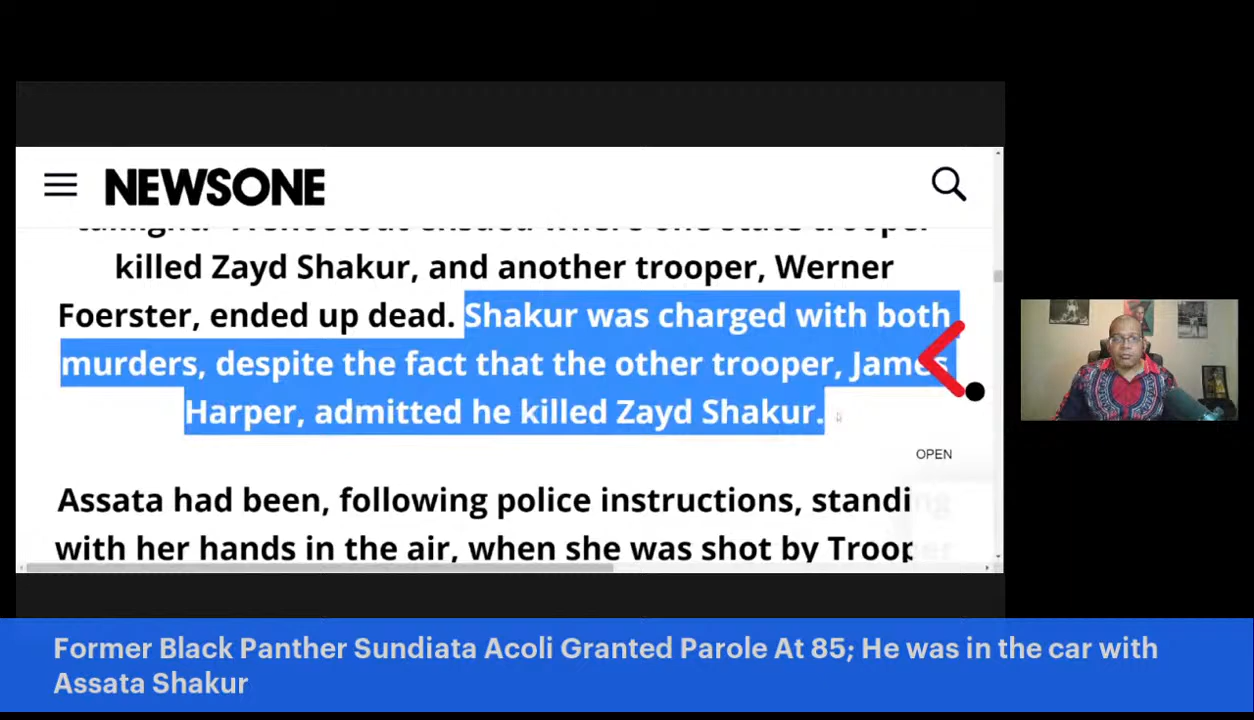 NEWSONE
killed Zayd Shakur, and another trooper, Werner
Foerster, ended up dead. Shakur was charged with both
murders, despite the fact that the other trooper, James
Harper, admitted he killed Zayd Shakur.
OPEN
Assata had been, following police instructions, standing
with her hands in the air, when she was shot by Trooper
Former Black Panther Sundiata Acoli Granted Parole At 85; He was in the car with
Assata Shakur